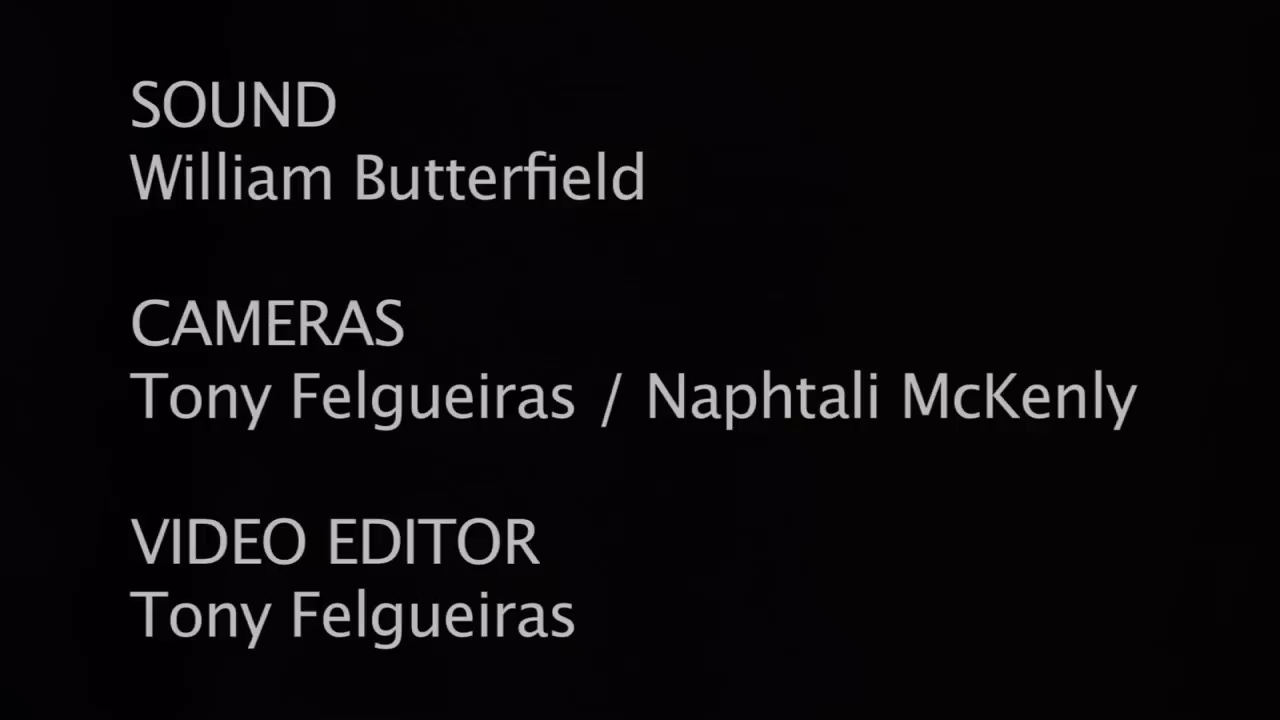 SOUND
William Butterfield
CAMERAS
Tony Felgueiras / Naphtali McKenly
VIDEO EDITOR
Tony Felgueiras